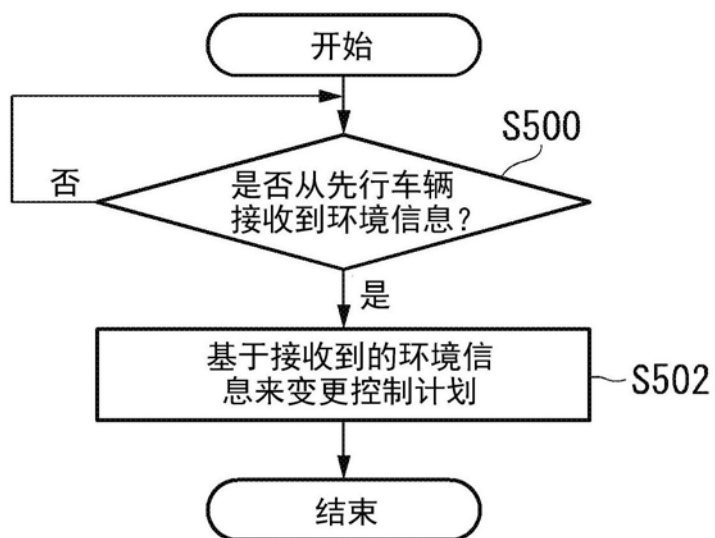 开始
S500
是否从先行车辆
接收到环境信息？
否
是
基于接收到的环境信
息来变更控制计划
S502
结束